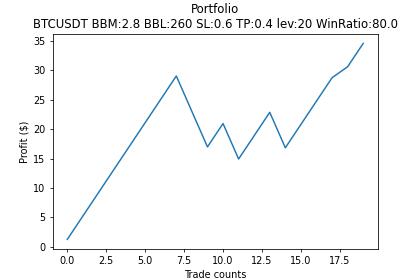 Portfolio
BTCUSDT BBM:2.8 BBL:260 SL:0.6 TP:0.4 lev:20 WinRatio:80.0
35
30
25
20
15
10
5
0
Profit ($)
0.0 2.5 5.0 7.5 10.0 12.5 15.0 17.5
Trade counts